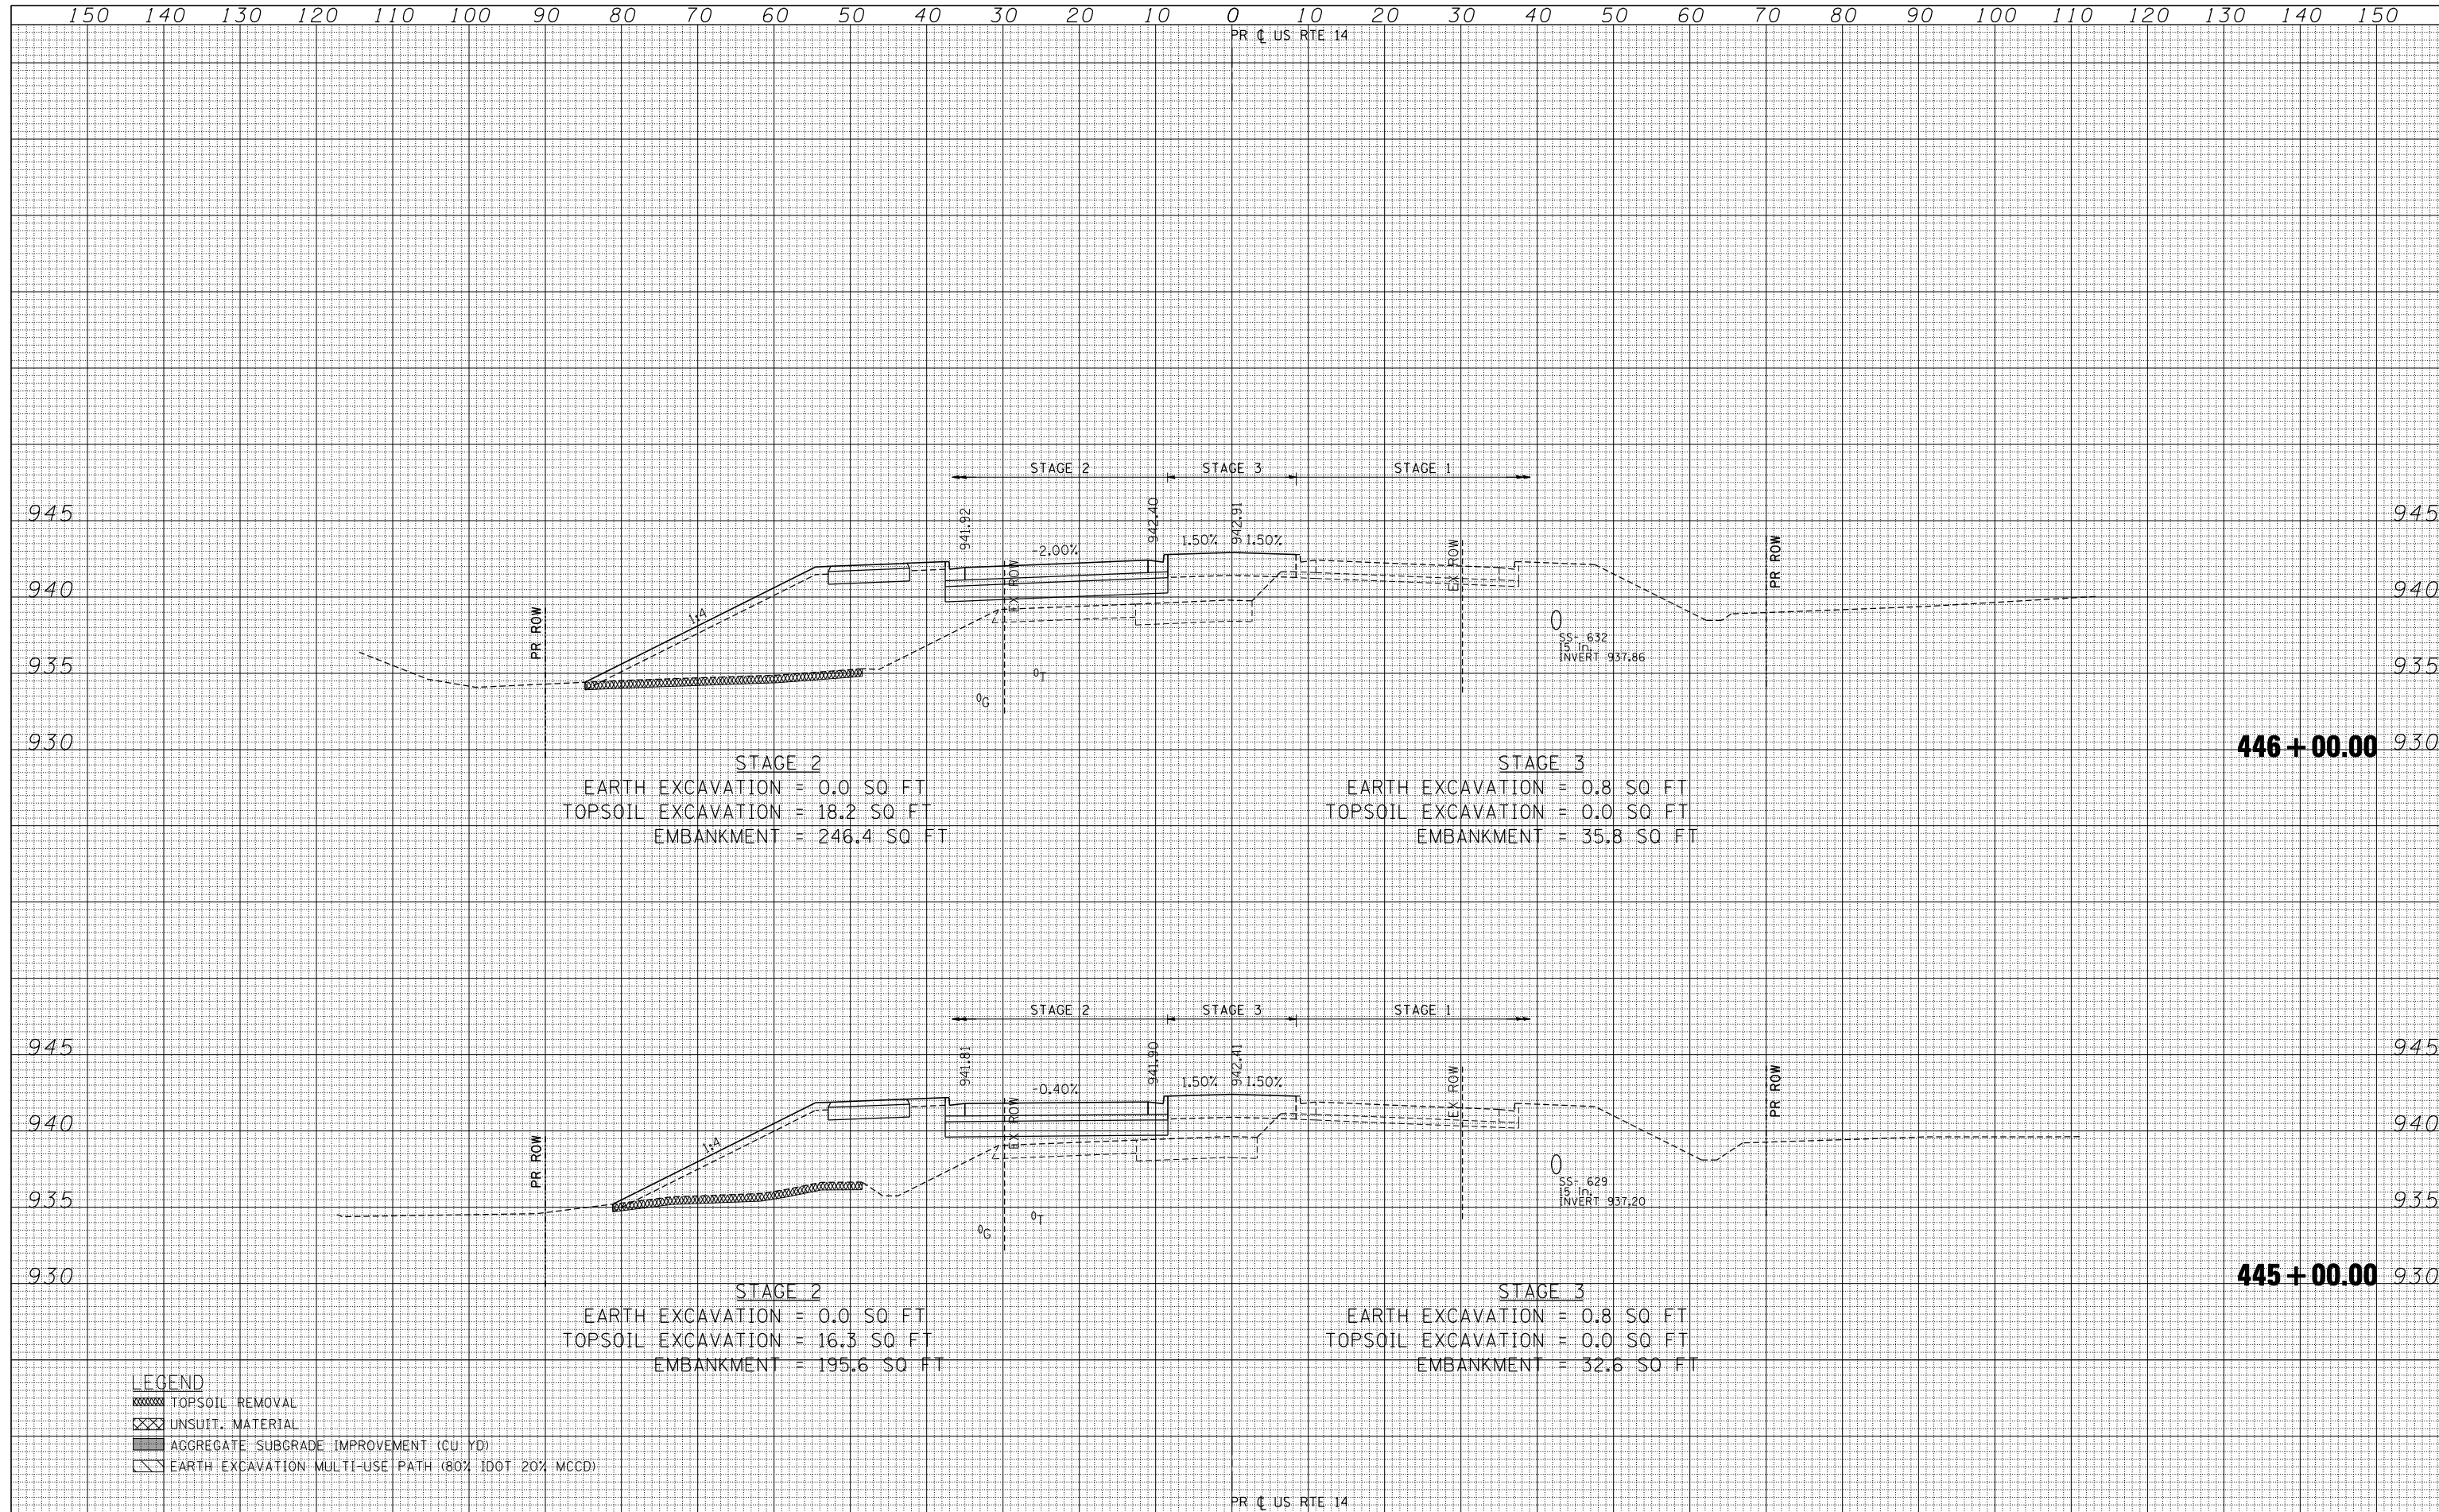 150 140 130 120 110 100 90 80 70 60 50 40 30 20 10 0 10 20 30 40 50 60 70 80 90 100 110 120 130 140 150
PR ℄ US RTE 14
STAGE 2
STAGE 3
STAGE 1
945
941.92
942.40
942.91
945
-2.00%
1.50%
1.50%
EX ROW
EX ROW
PR ROW
940
940
1:4
PR ROW
SS- 632
15 In.
INVERT 937.86
935
935
0T
0G
930
446+00.00
930
STAGE 2
EARTH EXCAVATION = 0.0 SQ FT
TOPSOIL EXCAVATION = 18.2 SQ FT
EMBANKMENT = 246.4 SQ FT
STAGE 3
EARTH EXCAVATION = 0.8 SQ FT
TOPSOIL EXCAVATION = 0.0 SQ FT
EMBANKMENT = 35.8 SQ FT
STAGE 2
STAGE 3
STAGE 1
945
941.81
941.90
942.41
945
-0.40%
1.50%
1.50%
EX ROW
EX ROW
PR ROW
940
940
1:4
PR ROW
SS- 629
15 In.
INVERT 937.20
935
935
0T
0G
930
445+00.00
930
STAGE 2
EARTH EXCAVATION = 0.0 SQ FT
TOPSOIL EXCAVATION = 16.3 SQ FT
EMBANKMENT = 195.6 SQ FT
STAGE 3
EARTH EXCAVATION = 0.8 SQ FT
TOPSOIL EXCAVATION = 0.0 SQ FT
EMBANKMENT = 32.6 SQ FT
LEGEND
TOPSOIL REMOVAL
UNSUIT. MATERIAL
AGGREGATE SUBGRADE IMPROVEMENT (CU YD)
EARTH EXCAVATION MULTI-USE PATH (80% IDOT 20% MCCD)
PR ℄ US RTE 14